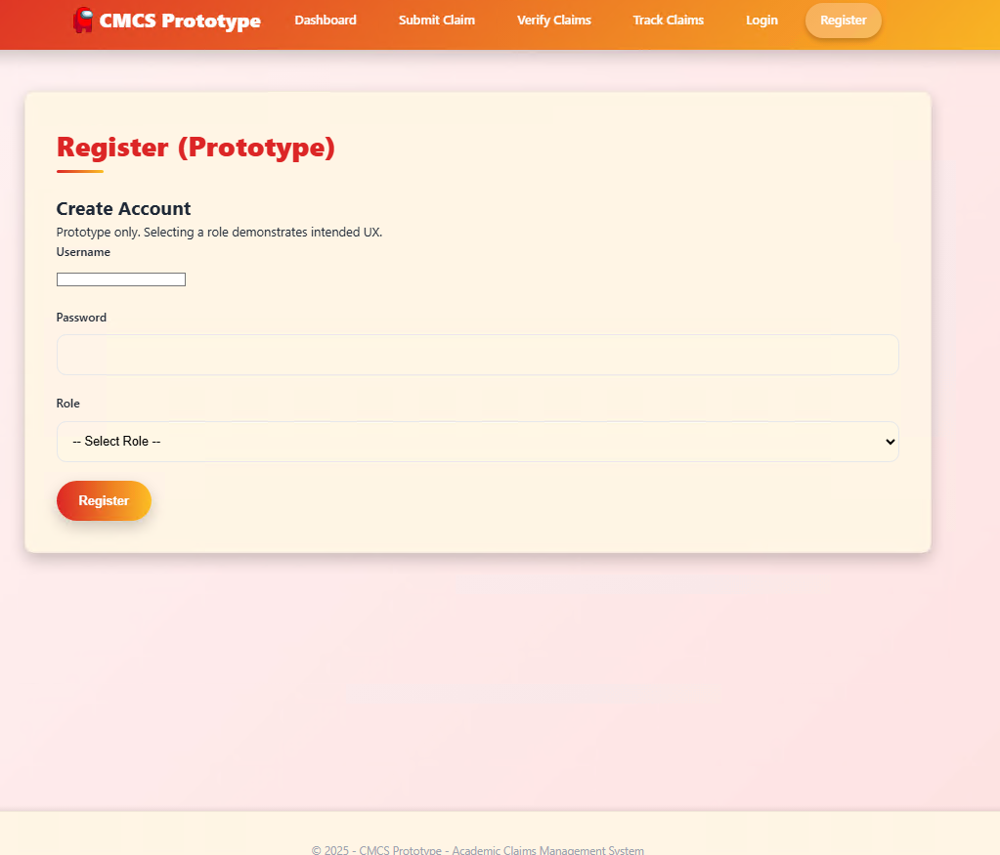 CMCS Prototype Dashboard Submit Claim Verify Claims Track Claims Login Register
Register (Prototype)
Create Account
Prototype only. Selecting a role demonstrates intended UX.
Username
Password
Role
-- Select Role --
Register
© 2025 - CMCS Prototype - Academic Claims Management System